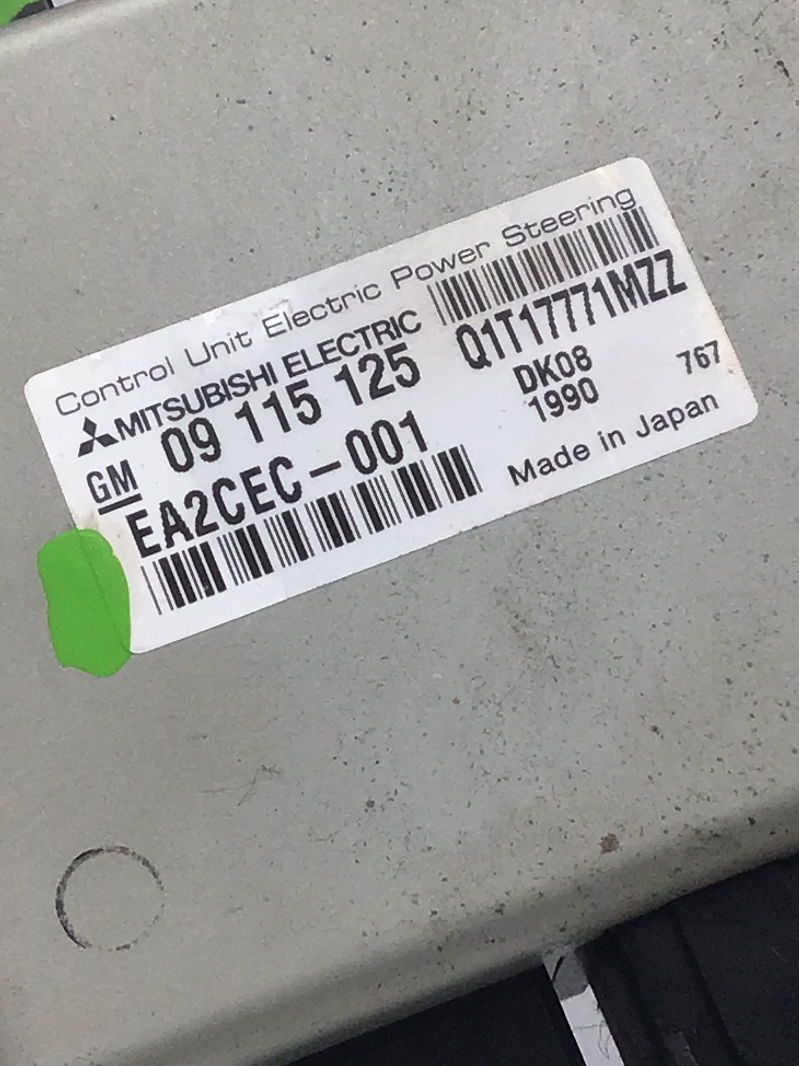 Control Unit Electric Power Steering
MITSUBISHI ELECTRIC
GM 09 115 125
Q1T17771MZZ
EA2CEC-001
DK08
1990
767
Made in Japan